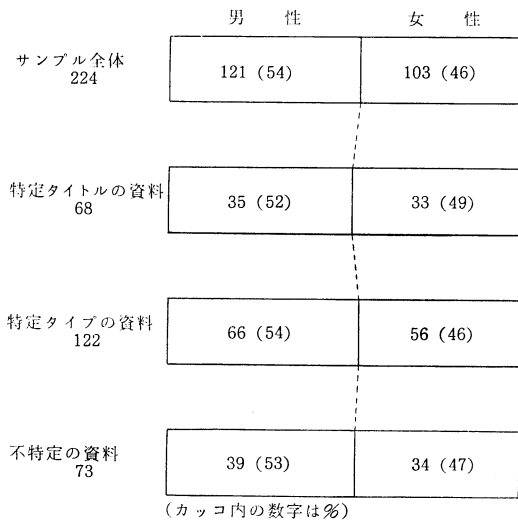 男性 女性
サンプル全体
224
121 (54) 103 (46)
特定タイトルの資料
68
35 (52) 33 (49)
特定タイプの資料
122
66 (54) 56 (46)
不特定の資料
73
39 (53) 34 (47)
(カッコ内の数字は%)